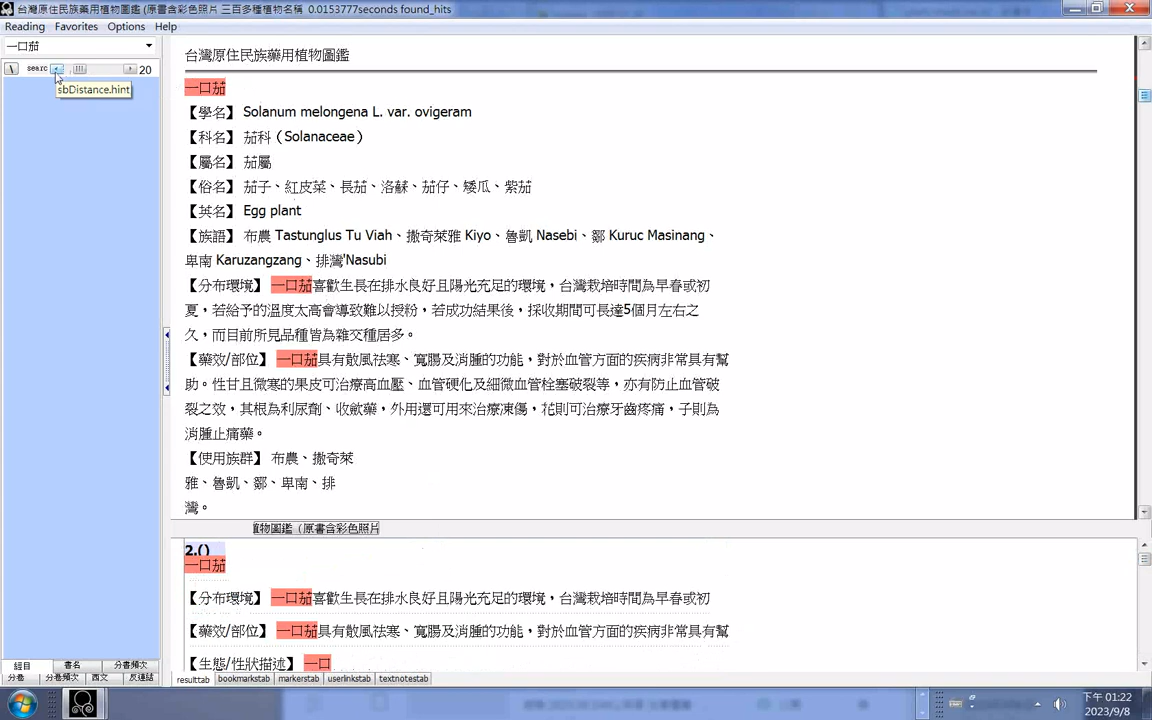 台灣原住民族藥用植物圖鑑 (原書含彩色照片 三百多種植物名稱 0.0153777seconds found_hits
Reading Favorites Options Help
一口茄
\ searc 20
sbDistance.hint
台灣原住民族藥用植物圖鑑
一口茄
【學名】 Solanum melongena L. var. ovigeram
【科名】 茄科（Solanaceae）
【屬名】 茄屬
【俗名】 茄子、紅皮菜、長茄、洛蘇、茄仔、矮瓜、紫茄
【英名】 Egg plant
【族語】 布農 Tastunglus Tu Viah、撒奇萊雅 Kiyo、魯凱 Nasebi、鄒 Kuruc Masinang、
卑南 Karuzangzang、排灣'Nasubi
【分布環境】 一口茄喜歡生長在排水良好且陽光充足的環境，台灣栽培時間為早春或初
夏，若給予的溫度太高會導致難以授粉，若成功結果後，採收期間可長達5個月左右之
久，而目前所見品種皆為雜交種居多。
【藥效/部位】 一口茄具有散風祛寒、寬腸及消腫的功能，對於血管方面的疾病非常具有幫
助。性甘且微寒的果皮可治療高血壓、血管硬化及細微血管栓塞破裂等，亦有防止血管破
裂之效，其根為利尿劑、收斂藥，外用還可用來治療凍傷，花則可治療牙齒疼痛，子則為
消腫止痛藥。
【使用族群】 布農、撒奇萊
雅、魯凱、鄒、卑南、排
灣。
植物圖鑑（原書含彩色照片
2.()
一口茄
【分布環境】 一口茄喜歡生長在排水良好且陽光充足的環境，台灣栽培時間為早春或初
【藥效/部位】 一口茄具有散風祛寒、寬腸及消腫的功能，對於血管方面的疾病非常具有幫
【生態/性狀描述】 一口
經目 書名 分書頻次
分卷 分卷頻次 西文 反連結
resulttab bookmarkstab markerstab userlinkstab textnotestab
下午 01:22
2023/9/8